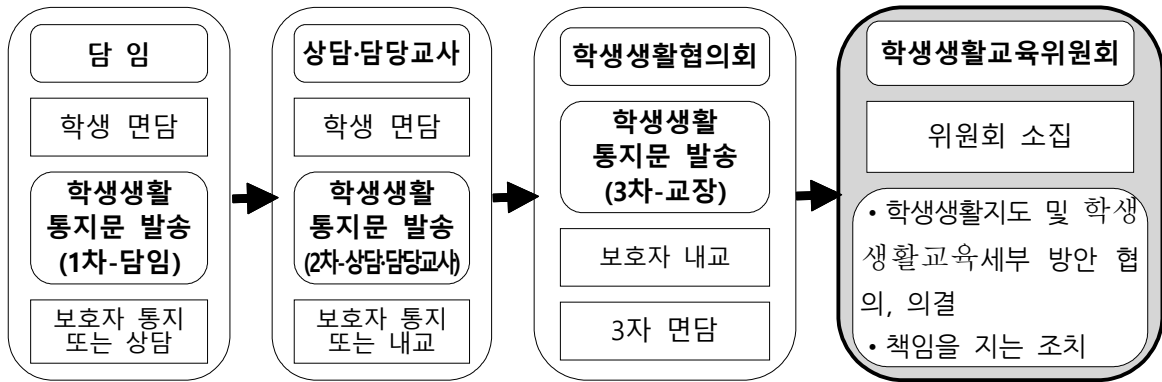 담 임
학생 면담
학생생활
통지문 발송
(1차-담임)
보호자 통지
또는 상담
상담·담당교사
학생 면담
학생생활
통지문 발송
(2차-상담·담당교사)
보호자 통지
또는 내교
학생생활협의회
학생생활
통지문 발송
(3차-교장)
보호자 내교
3자 면담
학생생활교육위원회
위원회 소집
• 학생생활지도 및 학생
생활교육세부 방안 협
의, 의결
• 책임을 지는 조치